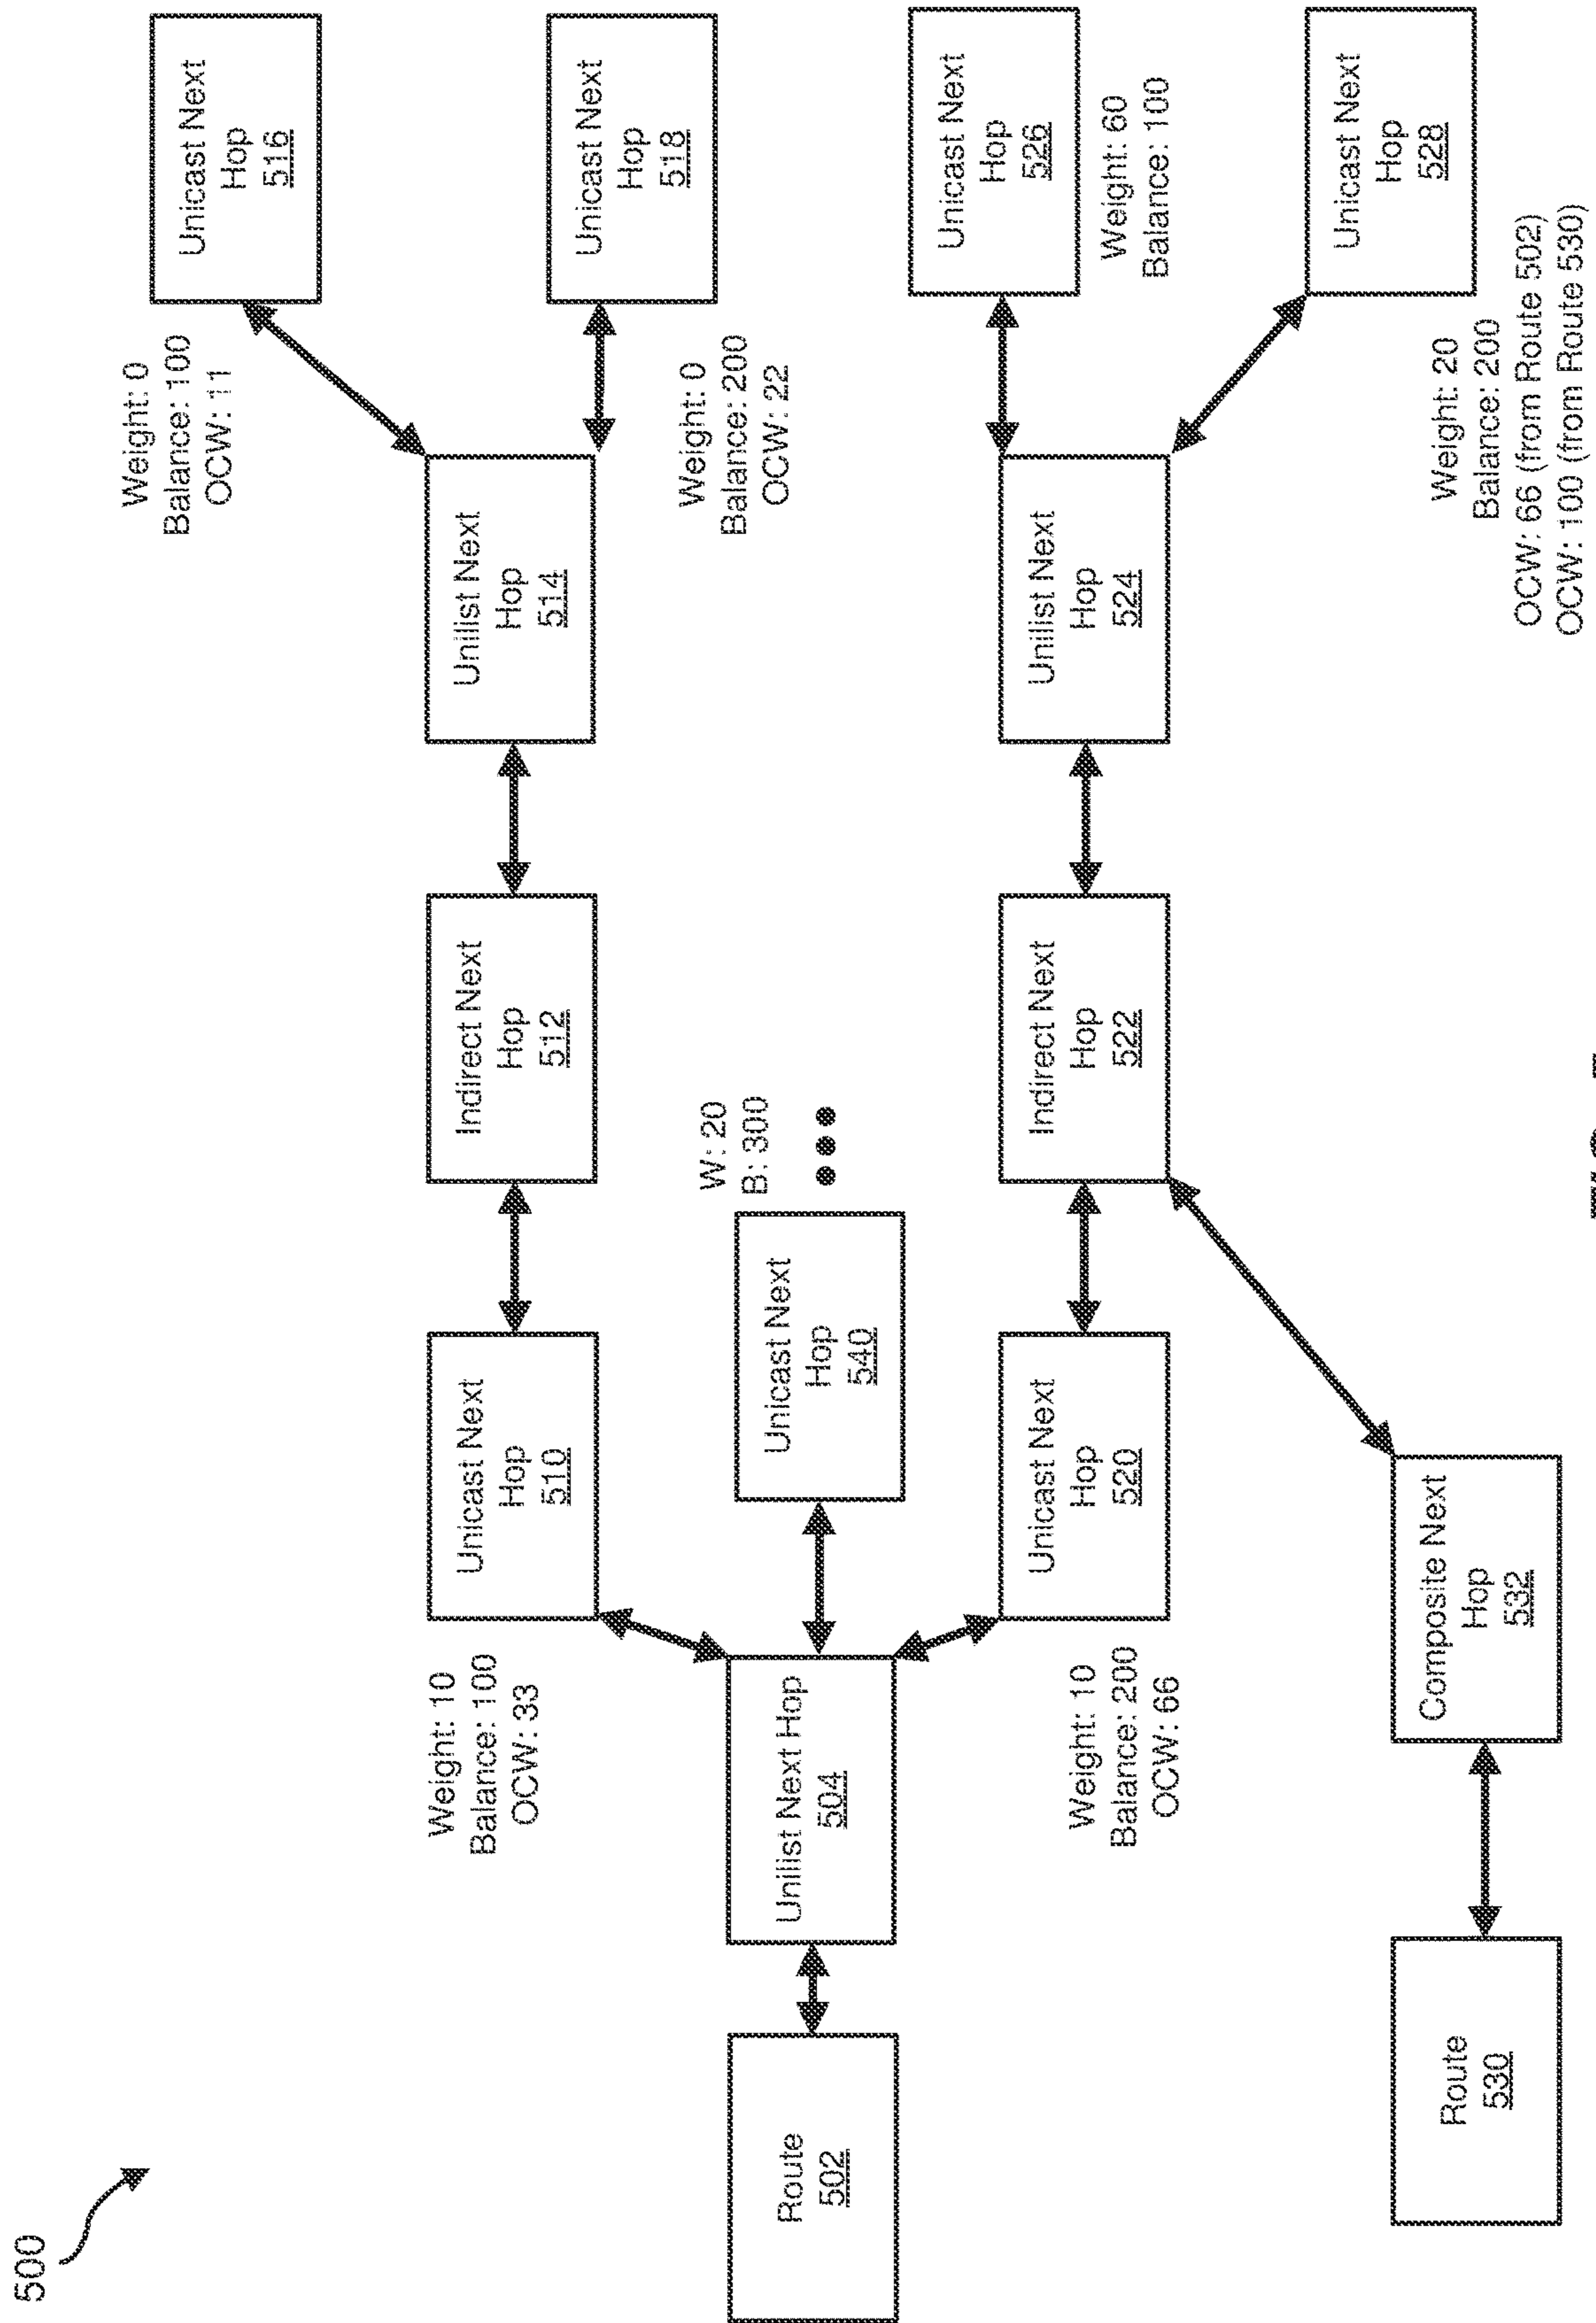 500
Route
502
Unilist Next Hop
504
Weight: 10
Balance: 100
OCW: 33
Unicast Next
Hop
510
Indirect Next
Hop
512
Unilist Next
Hop
514
Weight: 0
Balance: 100
OCW: 11
Unicast Next
Hop
516
Weight: 0
Balance: 200
OCW: 22
Unicast Next
Hop
518
Unicast Next
Hop
540
W: 20
B: 300
Weight: 10
Balance: 200
OCW: 66
Unicast Next
Hop
520
Indirect Next
Hop
522
Unilist Next
Hop
524
Unicast Next
Hop
526
Weight: 60
Balance: 100
Unicast Next
Hop
528
Weight: 20
Balance: 200
OCW: 66 (from Route 502)
OCW: 100 (from Route 530)
Route
530
Composite Next
Hop
532